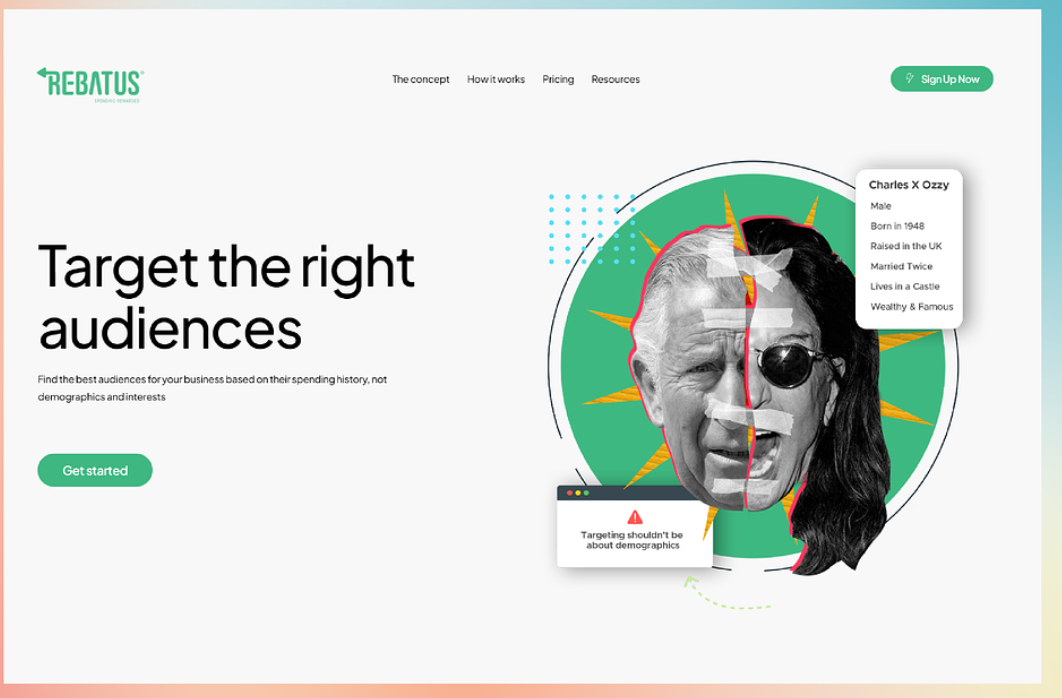 REBATUS
SPENDING REWARDED
The concept
How it works
Pricing
Resources
Sign Up Now
Target the right
audiences
Find the best audiences for your business based on their spending history, not
demographics and interests
Get started
Charles X Ozzy
Male
Born in 1948
Raised in the UK
Married Twice
Lives in a Castle
Wealthy & Famous
Targeting shouldn't be
about demographics